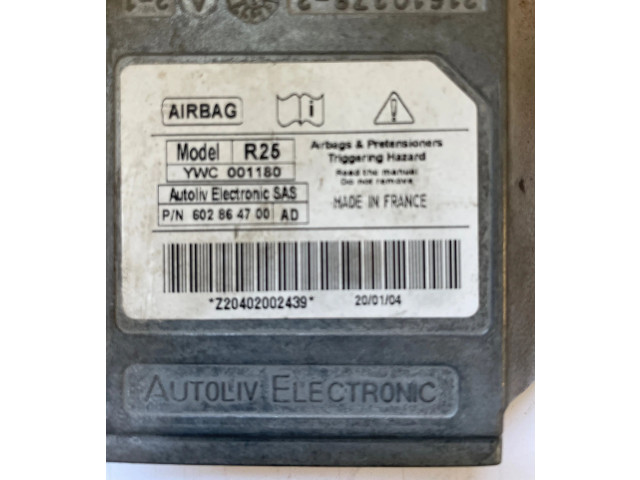 AIRBAG
Model R25
YWC 001180
Autoliv Electronic SAS
P/N 602 86 47 00 AD
Airbags & Pretensioners
Triggering Hazard
Read the manual
Do not remove
MADE IN FRANCE
*Z20402002439*
20/01/04
AUTOLIV ELECTRONIC